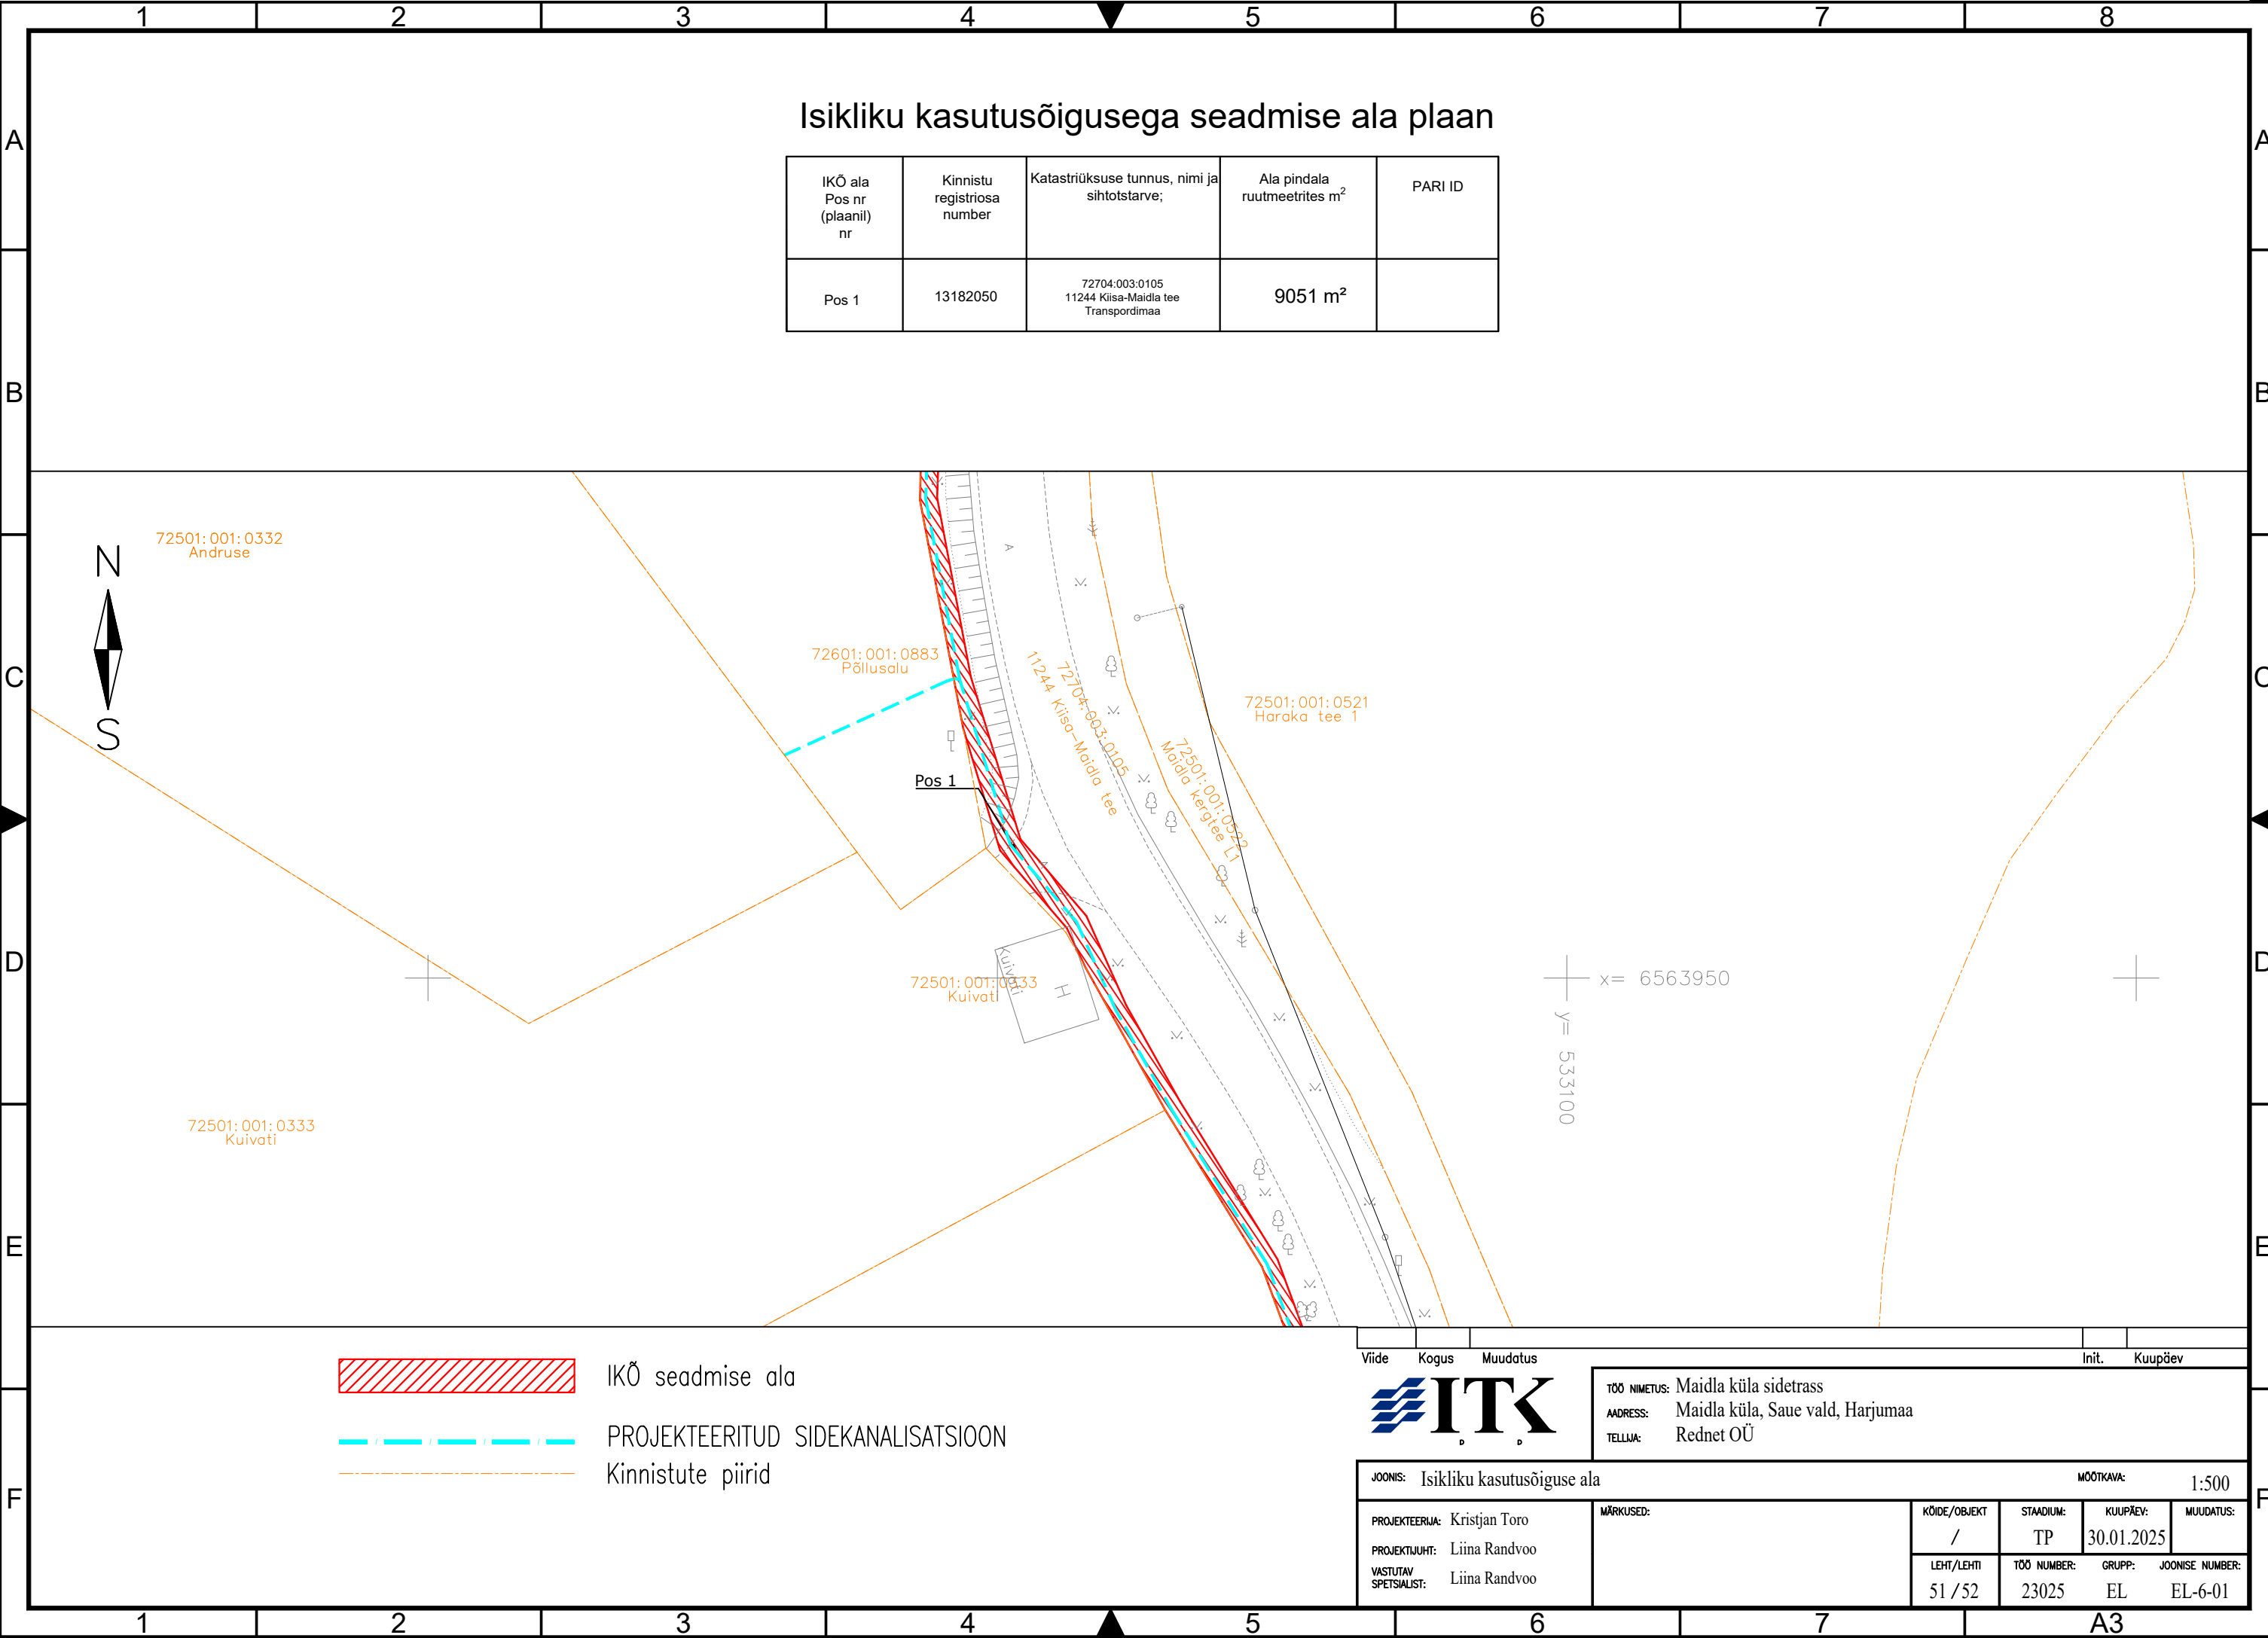 1 2 3 4 5 6 7 8
A A
B B
C C
D D
E E
F F
Isikliku kasutusõigusega seadmise ala plaan
IKÕ ala
Pos nr
(plaanil)
nr
Kinnistu
registriosa
number
Katastriüksuse tunnus, nimi ja
sihtotstarve;
Ala pindala
ruutmeetrites m²
PARI ID
Pos 1
13182050
72704:003:0105
11244 Kiisa-Maidla tee
Transpordimaa
9051 m²
72501:001:0332
Andruse
N
S
72601:001:0883
Põllusalu
A
72704:003:0105
11244 Kiisa-Maidla tee
72501:001:0521
Haraka tee 1
72501:001:0522
Maidla kergtee L1
Pos 1
Kuivati
H
72501:001:0333
Kuivati
x= 6563950
y= 533100
72501:001:0333
Kuivati
IKÕ seadmise ala
PROJEKTEERITUD SIDEKANALISATSIOON
Kinnistute piirid
Viide Kogus Muudatus Init. Kuupäev
ITK
D D
TÖÖ NIMETUS: Maidla küla sidetrass
AADRESS: Maidla küla, Saue vald, Harjumaa
TELLIJA: Rednet OÜ
JOONIS: Isikliku kasutusõiguse ala
MÕÕTKAVA: 1:500
PROJEKTEERIJA: Kristjan Toro
PROJEKTIJUHT: Liina Randvoo
VASTUTAV
SPETSIALIST: Liina Randvoo
MÄRKUSED:
KÖIDE/OBJEKT STAADIUM: KUUPÄEV: MUUDATUS:
/ TP 30.01.2025
LEHT/LEHTI TÖÖ NUMBER: GRUPP: JOONISE NUMBER:
51 / 52 23025 EL EL-6-01
1 2 3 4 5 6 7 A3